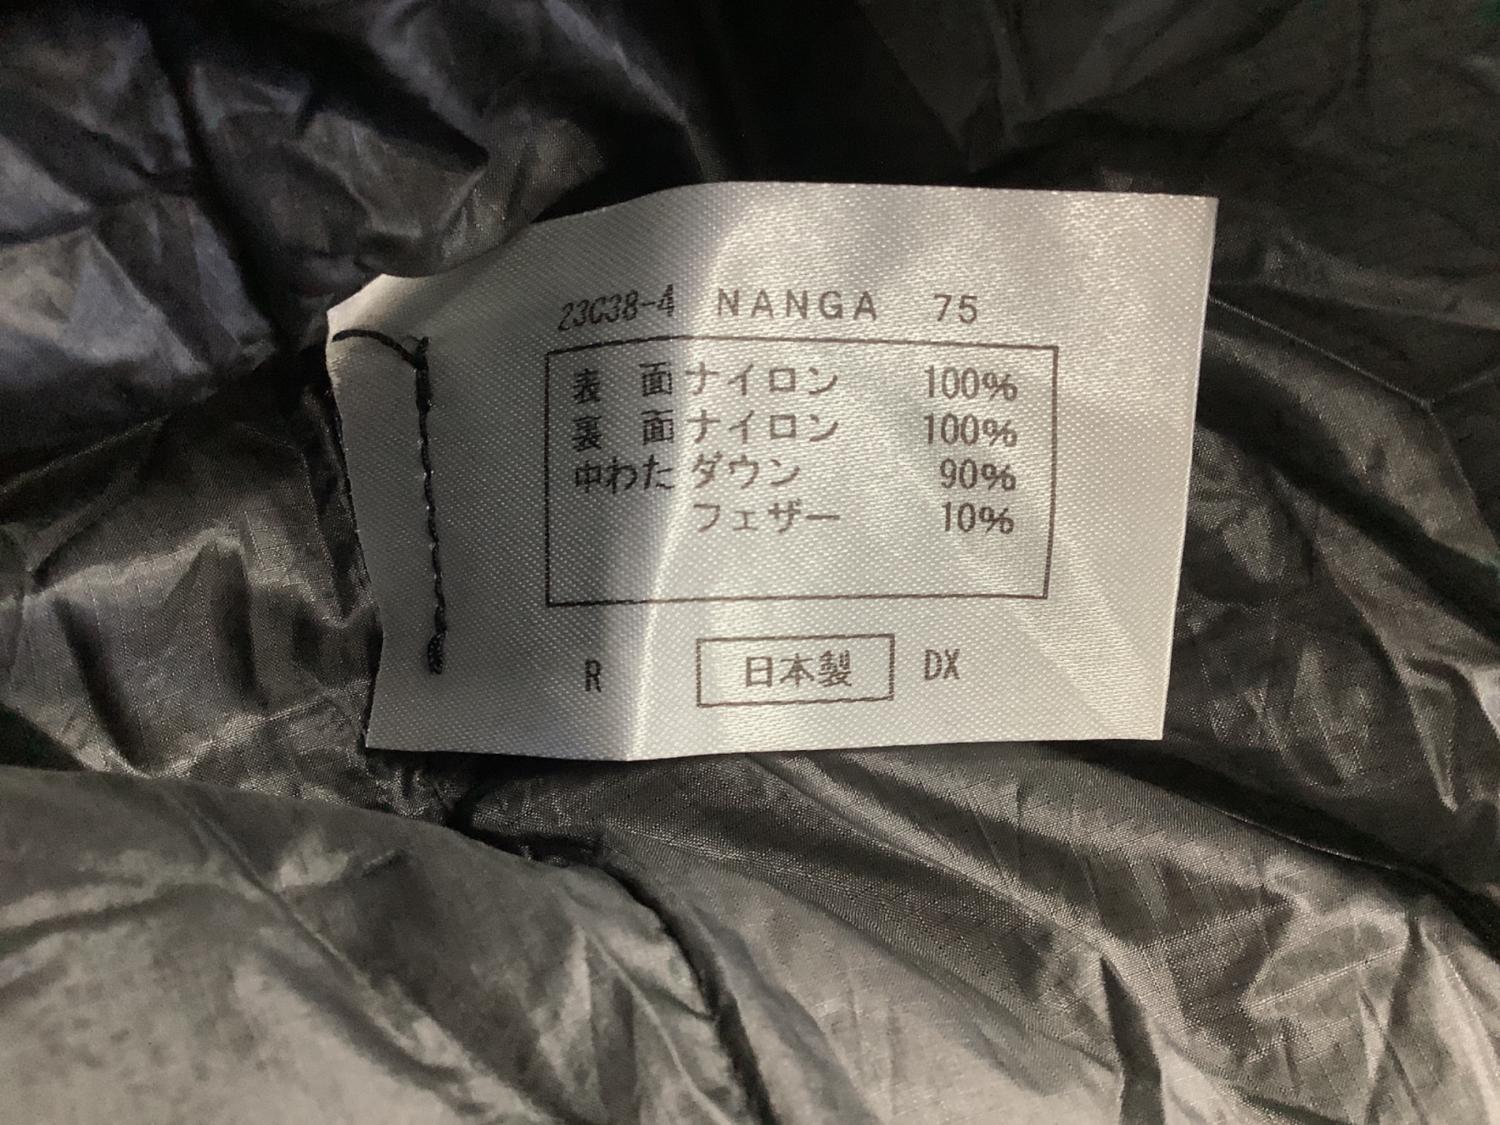 23C38-4 NANGA 75
表 面 ナイロン 100%
裏 面 ナイロン 100%
中わた ダウン 90%
フェザー 10%
R 日本製 DX